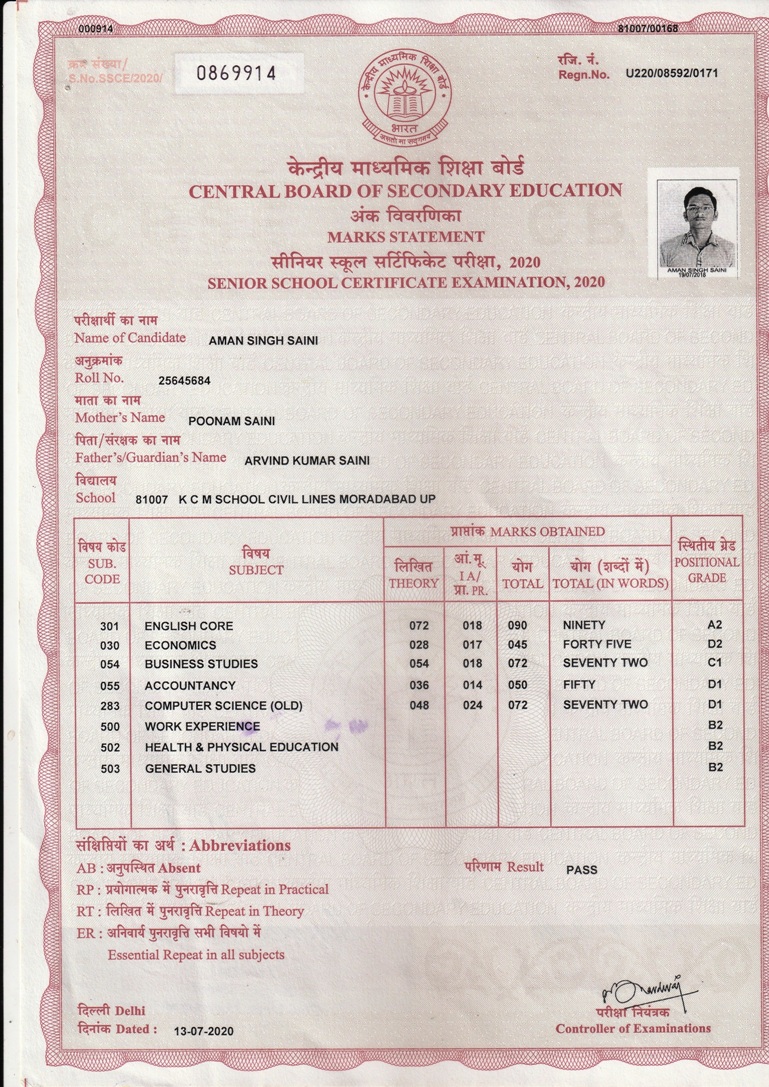 000914 81007/00168
क्रम संख्या/
S.No.SSCE/2020/ 0869914
रजि. नं.
Regn.No. U220/08592/0171
केन्द्रीय माध्यमिक शिक्षा बोर्ड
भारत
असतो मा सद्गमय
केन्द्रीय माध्यमिक शिक्षा बोर्ड
CENTRAL BOARD OF SECONDARY EDUCATION
अंक विवरणिका
MARKS STATEMENT
सीनियर स्कूल सर्टिफिकेट परीक्षा, 2020
SENIOR SCHOOL CERTIFICATE EXAMINATION, 2020
AMAN SINGH SAINI
19/07/2018
परीक्षार्थी का नाम
Name of Candidate AMAN SINGH SAINI
अनुक्रमांक
Roll No. 25645684
माता का नाम
Mother's Name POONAM SAINI
पिता/संरक्षक का नाम
Father's/Guardian's Name ARVIND KUMAR SAINI
विद्यालय
School 81007 K C M SCHOOL CIVIL LINES MORADABAD UP
विषय कोड
SUB.
CODE
विषय
SUBJECT
प्राप्तांक MARKS OBTAINED
लिखित
THEORY
आं.मू.
I A/
प्रा. PR.
योग
TOTAL
योग (शब्दों में)
TOTAL (IN WORDS)
स्थितीय ग्रेड
POSITIONAL
GRADE
301 ENGLISH CORE 072 018 090 NINETY A2
030 ECONOMICS 028 017 045 FORTY FIVE D2
054 BUSINESS STUDIES 054 018 072 SEVENTY TWO C1
055 ACCOUNTANCY 036 014 050 FIFTY D1
283 COMPUTER SCIENCE (OLD) 048 024 072 SEVENTY TWO D1
500 WORK EXPERIENCE B2
502 HEALTH & PHYSICAL EDUCATION B2
503 GENERAL STUDIES B2
संक्षिप्तियों का अर्थ : Abbreviations
AB : अनुपस्थित Absent
परिणाम Result PASS
RP : प्रयोगात्मक में पुनरावृत्ति Repeat in Practical
RT : लिखित में पुनरावृत्ति Repeat in Theory
ER : अनिवार्य पुनरावृत्ति सभी विषयो में
Essential Repeat in all subjects
दिल्ली Delhi
दिनांक Dated : 13-07-2020
परीक्षा नियंत्रक
Controller of Examinations